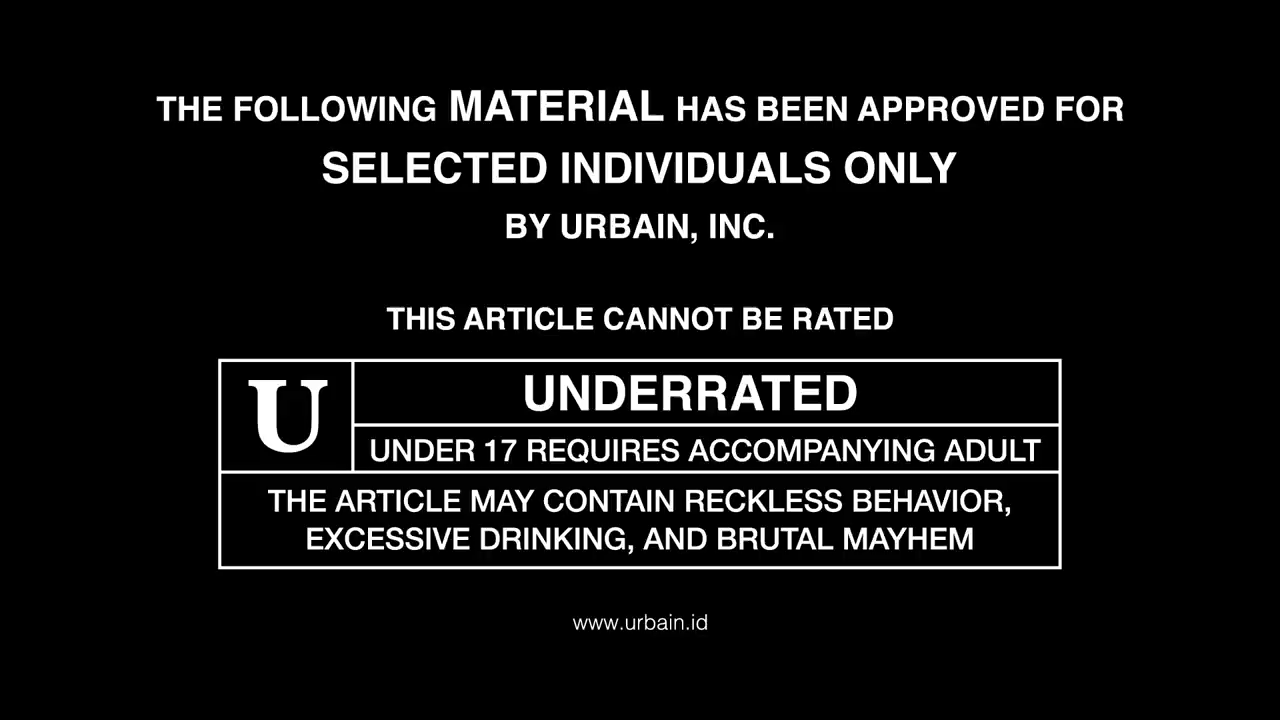 THE FOLLOWING MATERIAL HAS BEEN APPROVED FOR
SELECTED INDIVIDUALS ONLY
BY URBAIN, INC.
THIS ARTICLE CANNOT BE RATED
U
UNDERRATED
UNDER 17 REQUIRES ACCOMPANYING ADULT
THE ARTICLE MAY CONTAIN RECKLESS BEHAVIOR,
EXCESSIVE DRINKING, AND BRUTAL MAYHEM
www.urbain.id